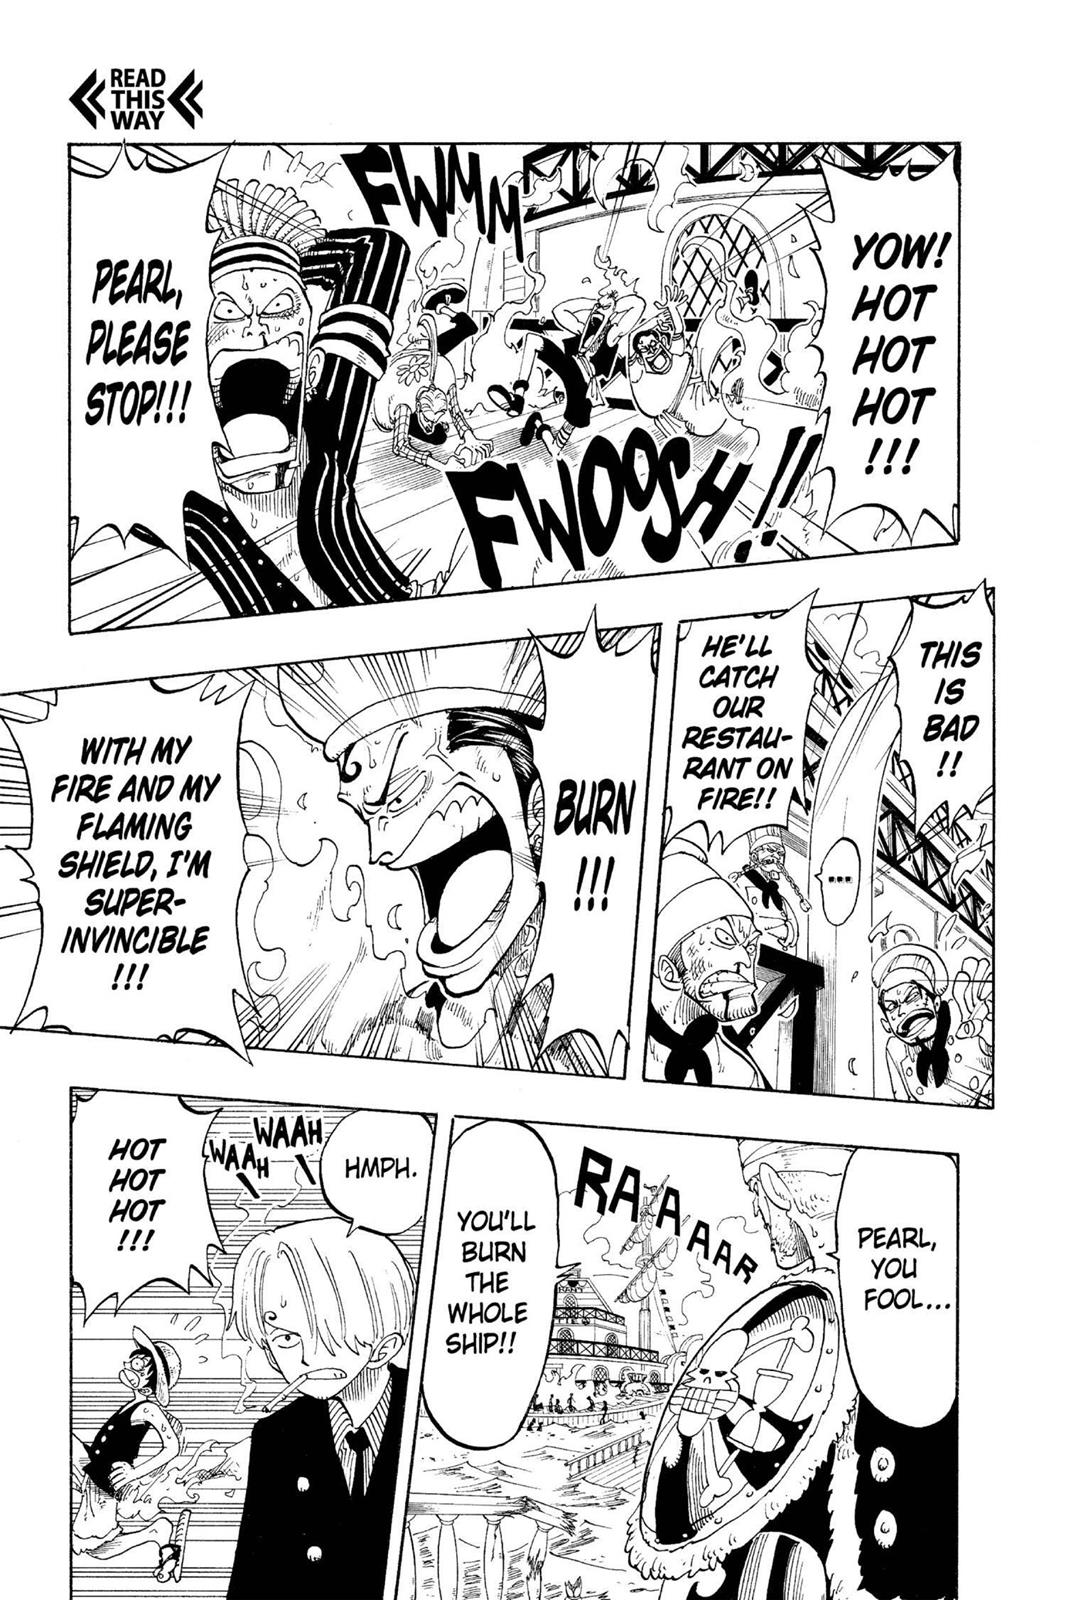 READ
THIS
WAY
YOW!
HOT
HOT
HOT
!!!
FWMMM
FWOOSH!!
PEARL,
PLEASE
STOP!!!
THIS
IS
BAD
!!
HE'LL
CATCH
OUR
RESTAU-
RANT ON
FIRE!!
...
BURN
!!!
WITH MY
FIRE AND MY
FLAMING
SHIELD, I'M
SUPER-
INVINCIBLE
!!!
PEARL,
YOU
FOOL...
RAAAAAR
YOU'LL
BURN
THE
WHOLE
SHIP!!
HMPH.
WAAH
WAAH
HOT
HOT
HOT
!!!